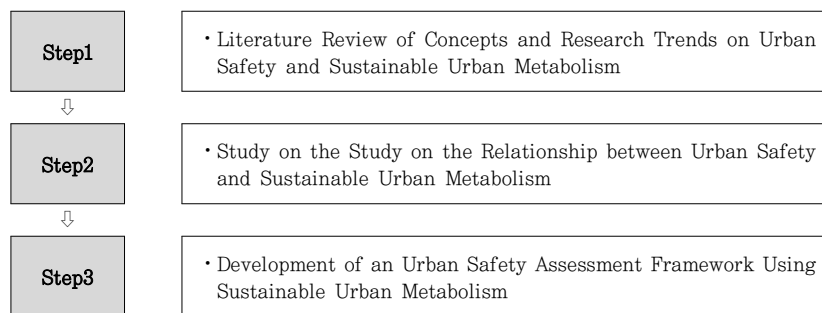 Step1
• Literature Review of Concepts and Research Trends on Urban
Safety and Sustainable Urban Metabolism
Step2
• Study on the Study on the Relationship between Urban Safety
and Sustainable Urban Metabolism
Step3
• Development of an Urban Safety Assessment Framework Using
Sustainable Urban Metabolism